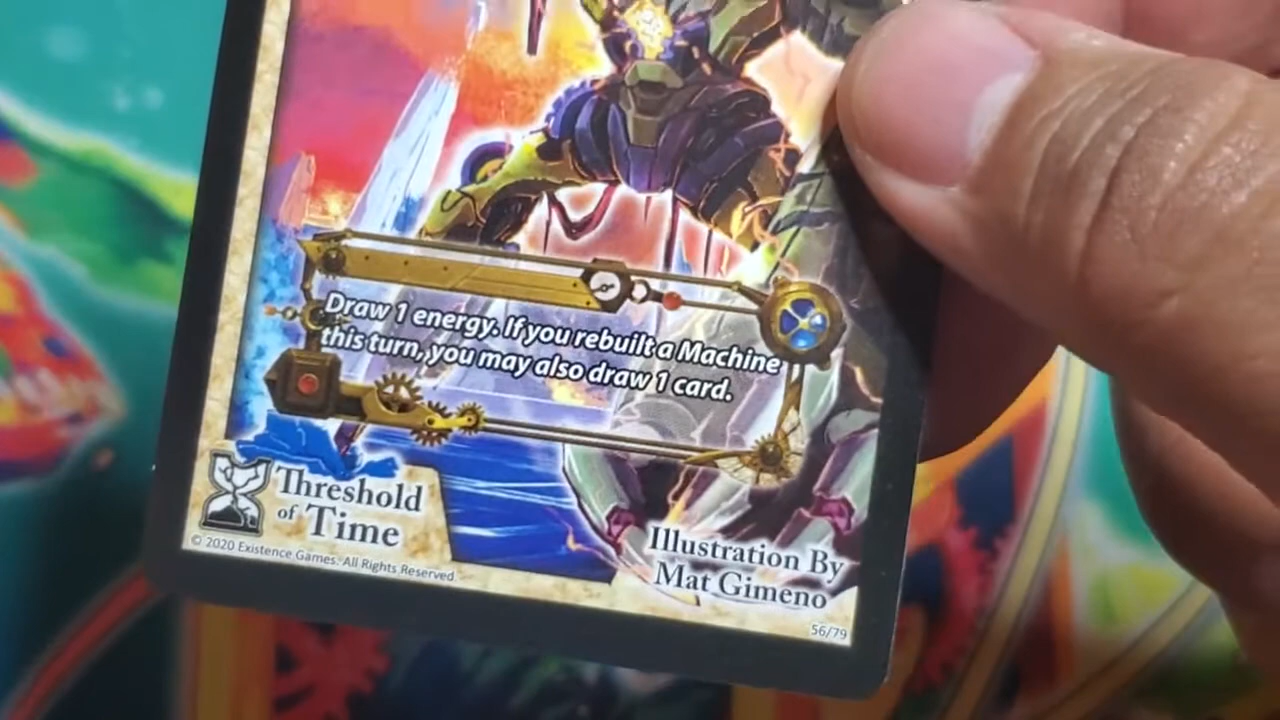 Draw 1 energy. If you rebuilt a Machine
this turn, you may also draw 1 card.
Threshold
of Time
© 2020 Existence Games. All Rights Reserved.
Illustration By
Mat Gimeno
56/79